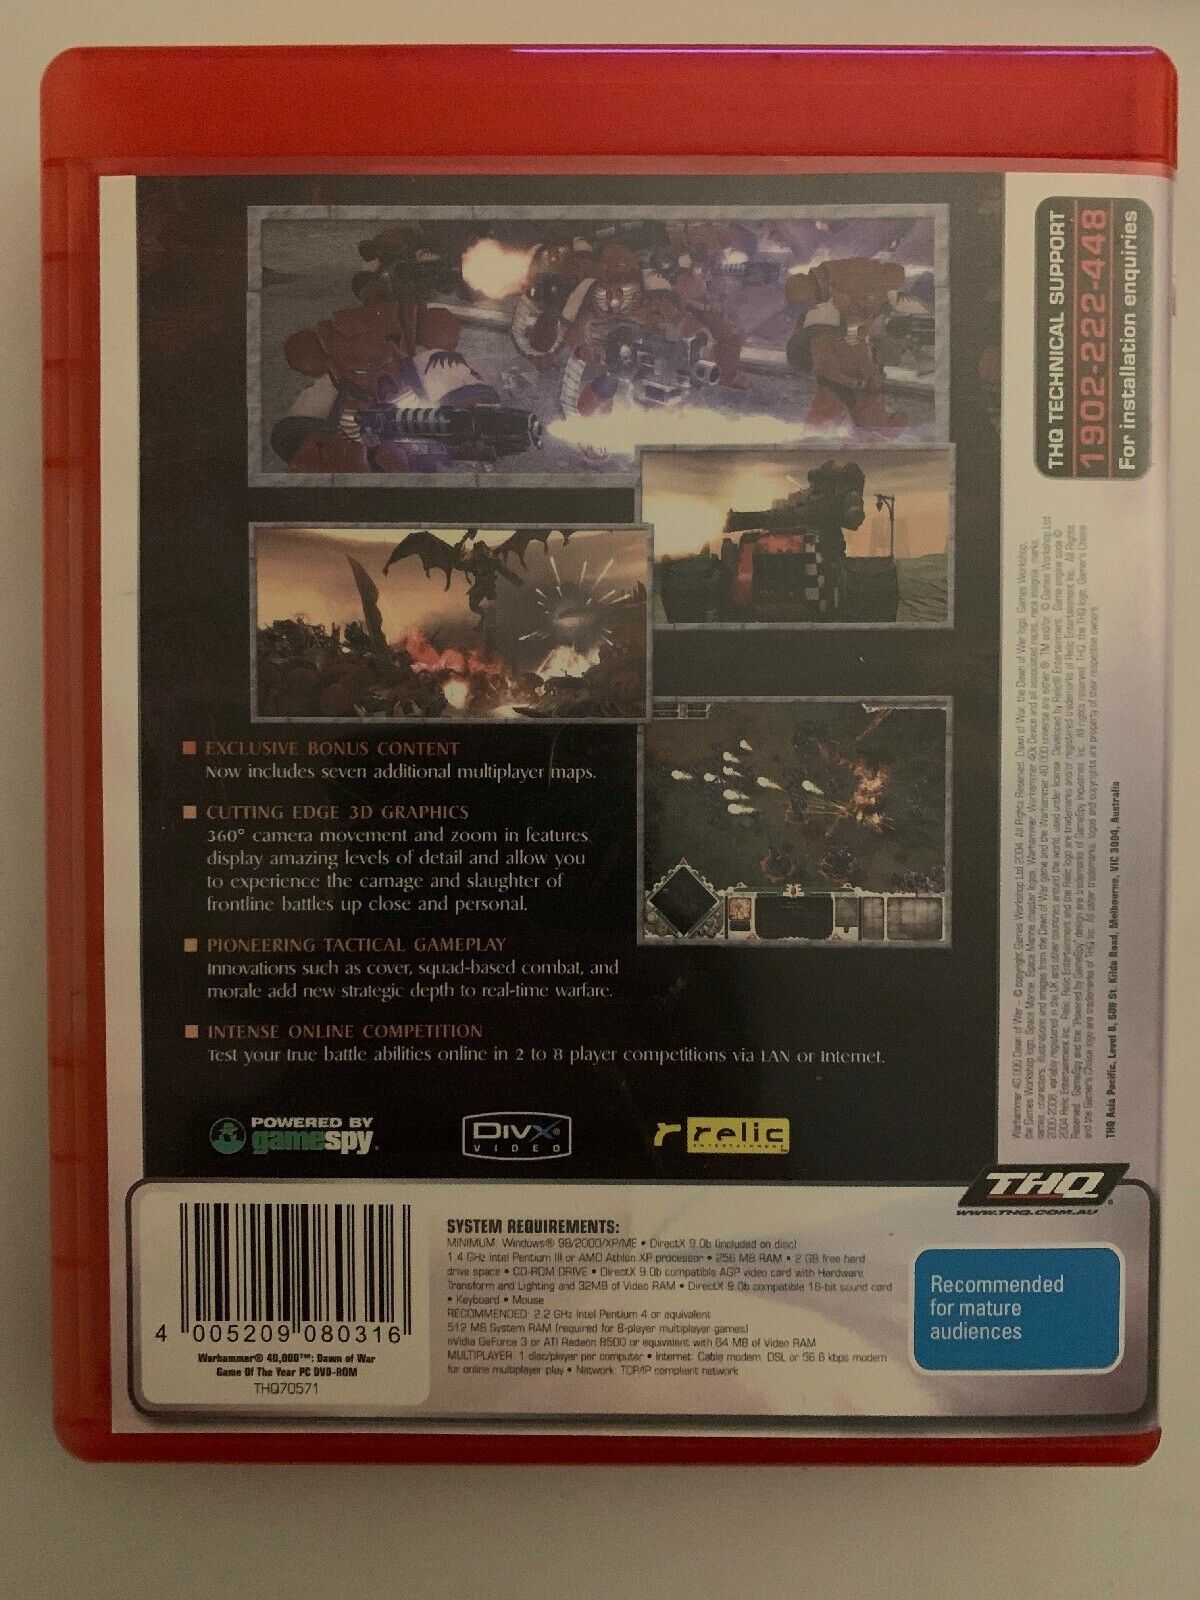 EXCLUSIVE BONUS CONTENT
Now includes seven additional multiplayer maps.
CUTTING EDGE 3D GRAPHICS
360° camera movement and zoom in features
display amazing levels of detail and allow you
to experience the carnage and slaughter of
frontline battles up close and personal.
PIONEERING TACTICAL GAMEPLAY
Innovations such as cover, squad-based combat, and
morale add new strategic depth to real-time warfare.
INTENSE ONLINE COMPETITION
Test your true battle abilities online in 2 to 8 player competitions via LAN or Internet.
POWERED BY
gamespy
DIVX
VIDEO
relic
ENTERTAINMENT
THQ TECHNICAL SUPPORT
1902-222-448
For installation enquiries
THQ Asia Pacific, Level 8, 606 St. Kilda Road, Melbourne, VIC 3004, Australia
THQ
WWW.THQ.COM.AU
4 005209 080316
Warhammer® 40,000™: Dawn of War
Game Of The Year PC DVD-ROM
THQ70571
SYSTEM REQUIREMENTS:
MINIMUM: Windows® 98/2000/XP/ME • DirectX 9.0b (included on disc)
1.4 GHz Intel Pentium III or AMD Athlon XP processor • 256 MB RAM • 2 GB free hard
drive space • CD-ROM DRIVE • DirectX 9.0b compatible AGP video card with Hardware
Transform and Lighting and 32MB of Video RAM • DirectX 9.0b compatible 16-bit sound card
• Keyboard • Mouse
RECOMMENDED: 2.2 GHz Intel Pentium 4 or equivalent
512 MB System RAM (required for 8-player multiplayer games)
nVidia GeForce 3 or ATI Radeon 8500 or equivalent with 64 MB of Video RAM
MULTIPLAYER: 1 disc/player per computer • Internet: Cable modem, DSL or 56.6 kbps modem
for online multiplayer play • Network: TCP/IP compliant network
Recommended
for mature
audiences